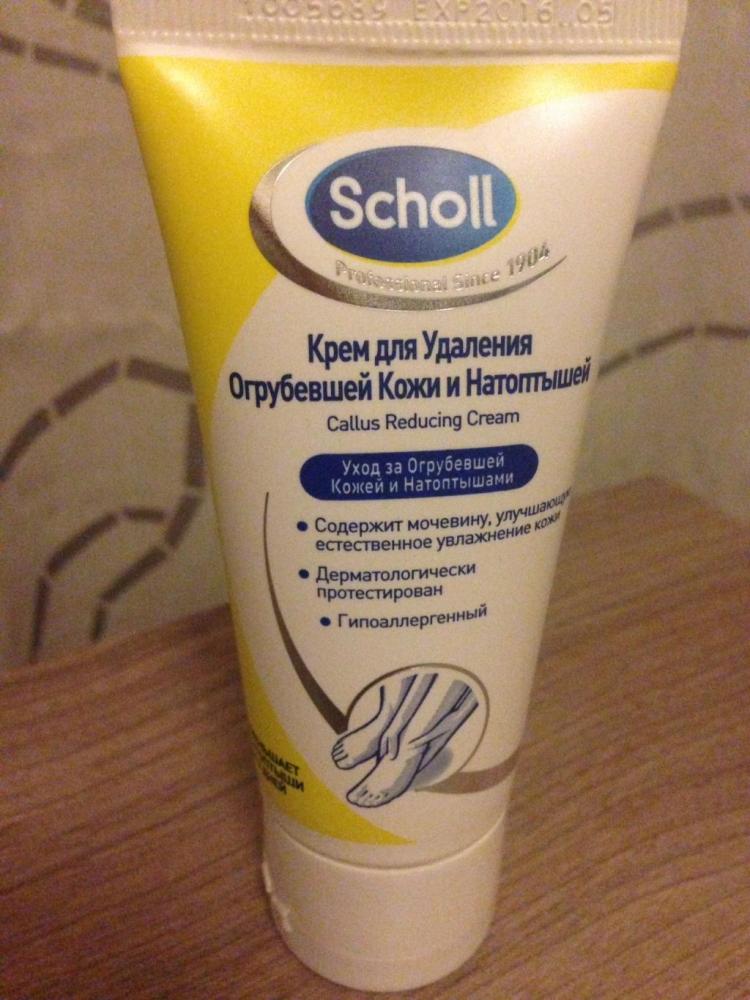 1005689 EXP2016.05
Scholl
Professional Since 1904
Крем для Удаления
Огрубевшей Кожи и Натоптышей
Callus Reducing Cream
Уход за Огрубевшей
Кожей и Натоптышами
• Содержит мочевину,
естественное увлажнение кожи
• Дерматологически
протестирован
• Гипоаллергенный